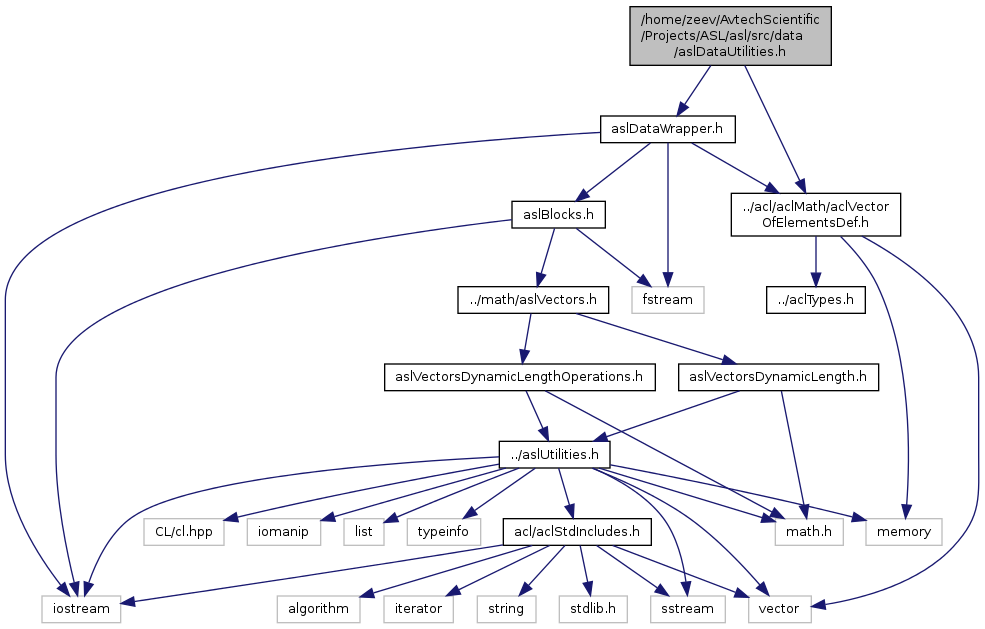 /home/zeev/AvtechScientific
/Projects/ASL/asl/src/data
/aslDataUtilities.h
aslDataWrapper.h
aslBlocks.h
../acl/aclMath/aclVector
OfElementsDef.h
../math/aslVectors.h
fstream
../aclTypes.h
aslVectorsDynamicLengthOperations.h
aslVectorsDynamicLength.h
../aslUtilities.h
CL/cl.hpp
iomanip
list
typeinfo
acl/aclStdIncludes.h
math.h
memory
iostream
algorithm
iterator
string
stdlib.h
sstream
vector